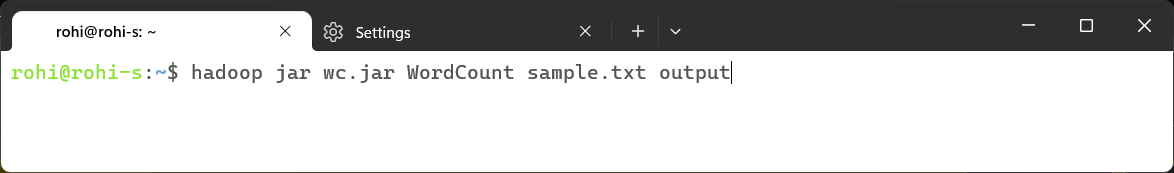 rohi@rohi-s: ~ Settings
rohi@rohi-s:~$ hadoop jar wc.jar WordCount sample.txt output